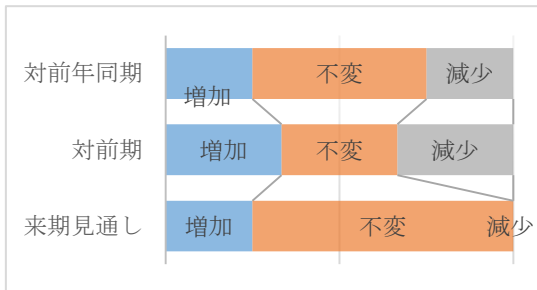 対前年同期 増加 不変 減少
対前期 増加 不変 減少
来期見通し 増加 不変 減少